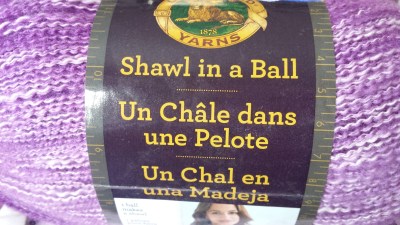 1878
YARNS
Shawl in a Ball
Un Châle dans
une Pelote
Un Chal en
una Madeja